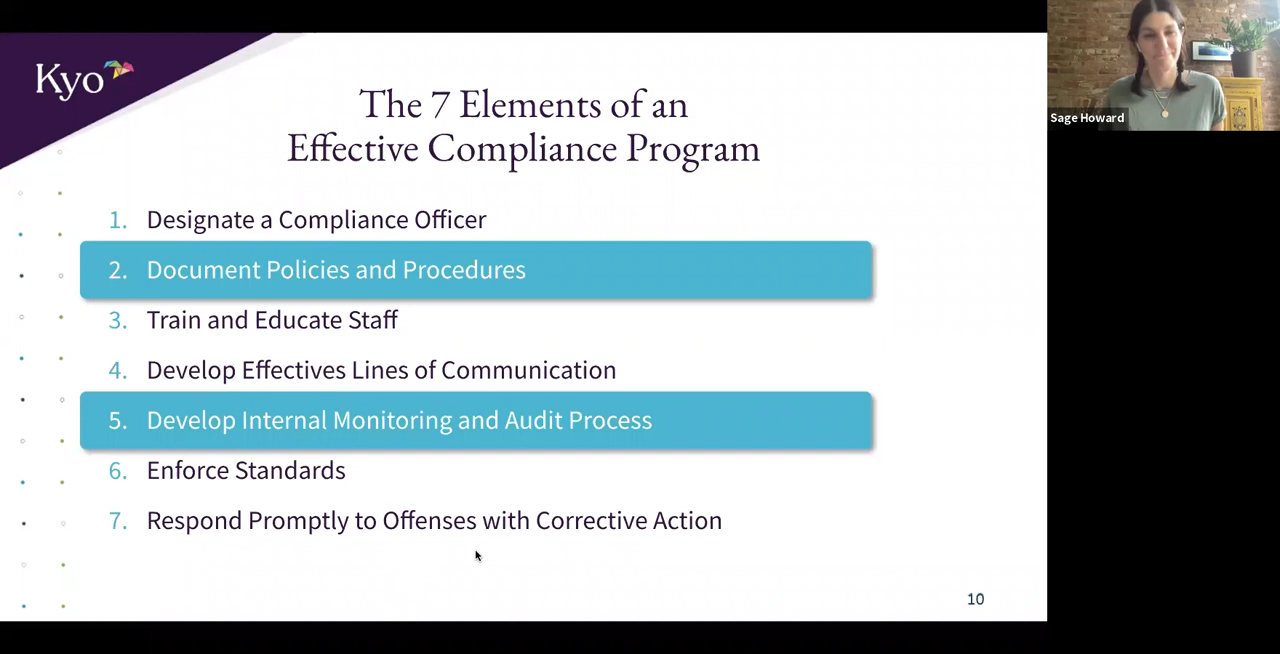 Kyo
The 7 Elements of an
Effective Compliance Program
1. Designate a Compliance Officer
2. Document Policies and Procedures
3. Train and Educate Staff
4. Develop Effectives Lines of Communication
5. Develop Internal Monitoring and Audit Process
6. Enforce Standards
7. Respond Promptly to Offenses with Corrective Action
10
Sage Howard